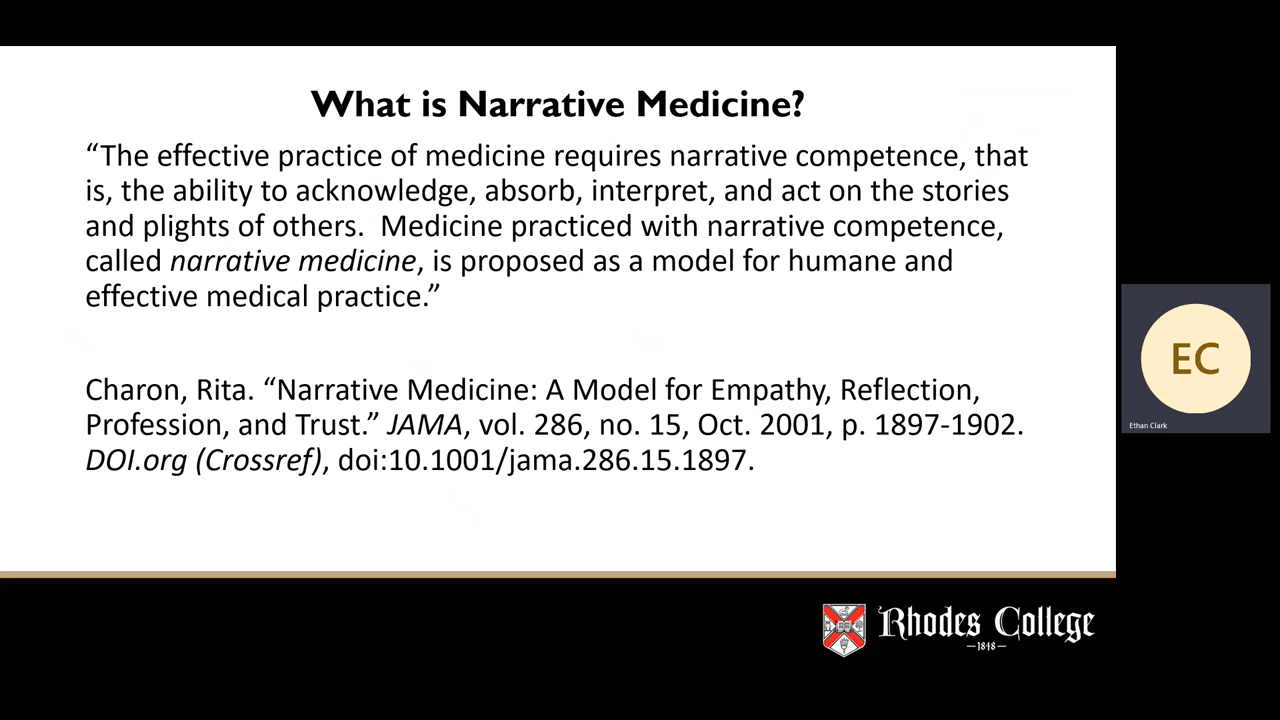 What is Narrative Medicine?
“The effective practice of medicine requires narrative competence, that
is, the ability to acknowledge, absorb, interpret, and act on the stories
and plights of others.  Medicine practiced with narrative competence,
called narrative medicine, is proposed as a model for humane and
effective medical practice.”
Charon, Rita. “Narrative Medicine: A Model for Empathy, Reflection,
Profession, and Trust.” JAMA, vol. 286, no. 15, Oct. 2001, p. 1897-1902.
DOI.org (Crossref), doi:10.1001/jama.286.15.1897.
EC
Ethan Clark
Rhodes College
—1848—